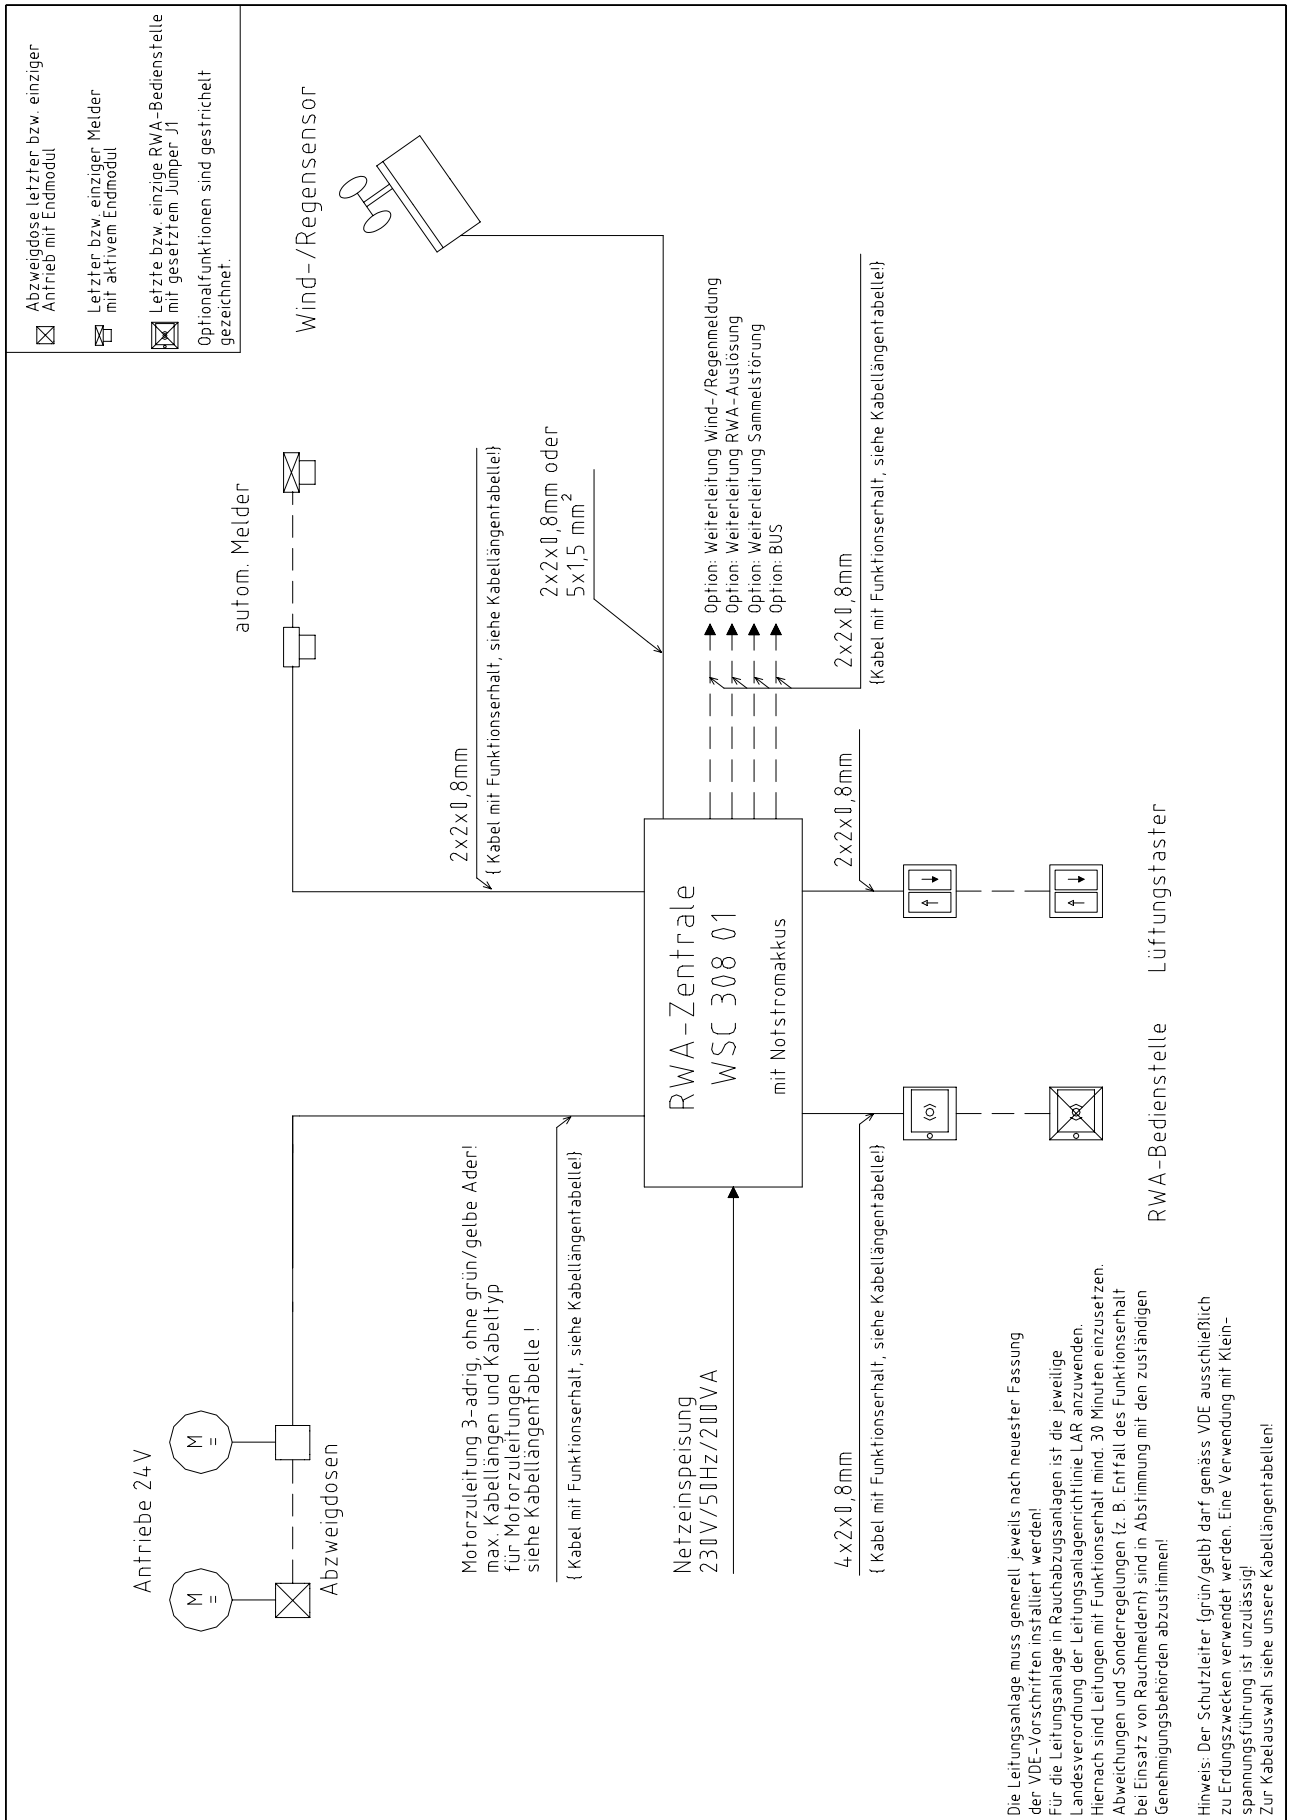 Abzweigdose letzter bzw. einziger
Antrieb mit Endmodul
Letzter bzw. einziger Melder
mit aktivem Endmodul
Letzte bzw. einzige RWA-Bedienstelle
mit gesetztem Jumper J1
Optionalfunktionen sind gestrichelt
gezeichnet.
Antriebe 24V
M
=
M
=
Abzweigdosen
autom. Melder
Wind-/Regensensor
Motorzuleitung 3-adrig, ohne grün/gelbe Ader!
max. Kabellängen und Kabeltyp
für Motorzuleitungen
siehe Kabellängentabelle !
(Kabel mit Funktionserhalt, siehe Kabellängentabelle!)
2x2x0,8mm
(Kabel mit Funktionserhalt, siehe Kabellängentabelle!)
2x2x0,8mm oder
5x1,5 mm²
Netzeinspeisung
230V/50Hz/200VA
RWA-Zentrale
WSC 308 01
mit Notstromakkus
Option: Weiterleitung Wind-/Regenmeldung
Option: Weiterleitung RWA-Auslösung
Option: Weiterleitung Sammelstörung
Option: BUS
4x2x0,8mm
(Kabel mit Funktionserhalt, siehe Kabellängentabelle!)
2x2x0,8mm
2x2x0,8mm
(Kabel mit Funktionserhalt, siehe Kabellängentabelle!)
RWA-Bedienstelle
Lüftungstaster
Die Leitungsanlage muss generell jeweils nach neuester Fassung
der VDE-Vorschriften installiert werden!
Für die Leitungsanlage in Rauchabzugsanlagen ist die jeweilige
Landesverordnung der Leitungsanlagenrichtlinie LAR anzuwenden.
Hiernach sind Leitungen mit Funktionserhalt mind. 30 Minuten einzusetzen.
Abweichungen und Sonderregelungen (z. B. Entfall des Funktionserhalt
bei Einsatz von Rauchmeldern) sind in Abstimmung mit den zuständigen
Genehmigungsbehörden abzustimmen!
Hinweis: Der Schutzleiter (grün/gelb) darf gemäss VDE ausschließlich
zu Erdungszwecken verwendet werden. Eine Verwendung mit Klein-
spannungsführung ist unzulässig!
Zur Kabelauswahl siehe unsere Kabellängentabellen!